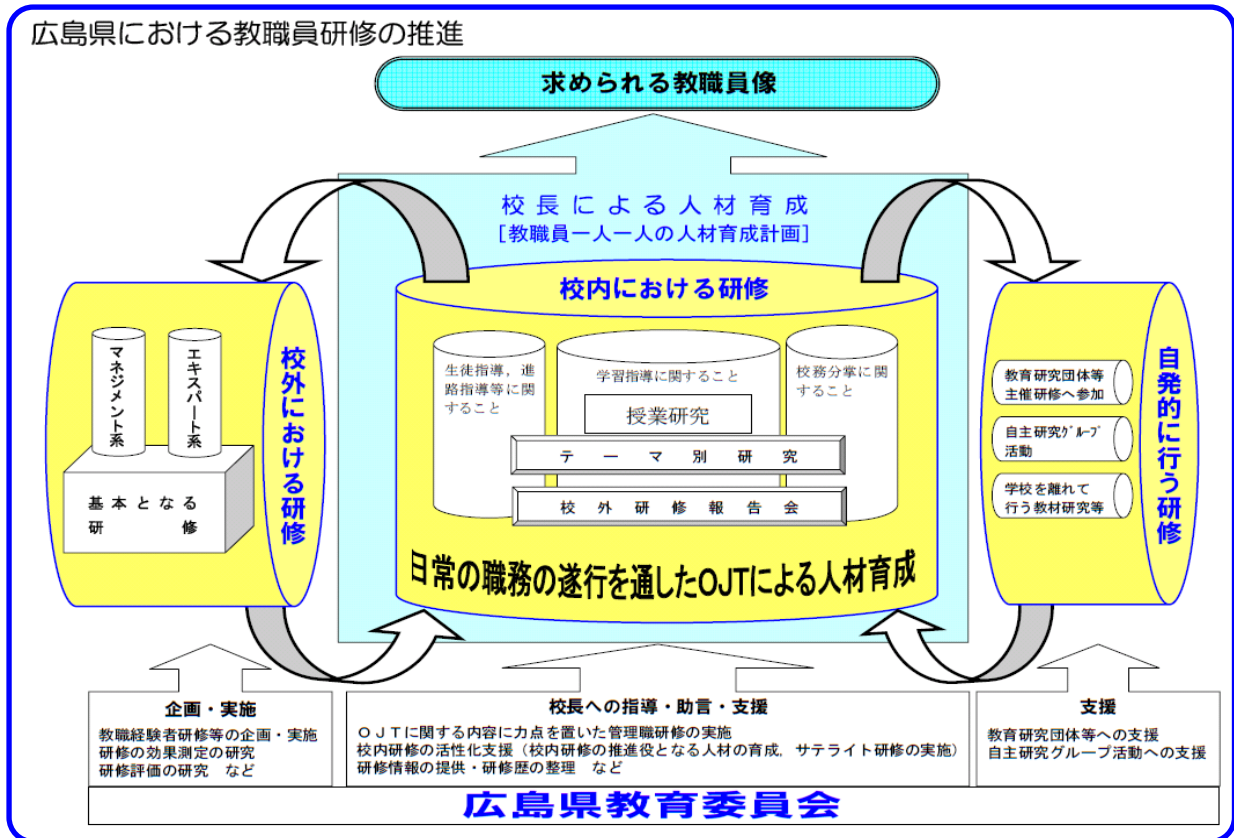 広島県における教職員研修の推進
求められる教職員像
校長による人材育成
［教職員一人一人の人材育成計画］
校外における研修
マネジメント系
エキスパート系
基本となる
研修
校内における研修
生徒指導，進
路指導等に関
すること
学習指導に関すること
校務分掌に関
すること
授業研究
テーマ別研究
校外研修報告会
日常の職務の遂行を通したOJTによる人材育成
自発的に行う研修
教育研究団体等
主催研修へ参加
自主研究ｸﾞﾙｰﾌﾟ
活動
学校を離れて
行う教材研究等
企画・実施
教職経験者研修等の企画・実施
研修の効果測定の研究
研修評価の研究　など
校長への指導・助言・支援
ＯＪＴに関する内容に力点を置いた管理職研修の実施
校内研修の活性化支援（校内研修の推進役となる人材の育成，サテライト研修の実施）
研修情報の提供・研修歴の整理　など
支援
教育研究団体等への支援
自主研究グループ活動への支援
広島県教育委員会